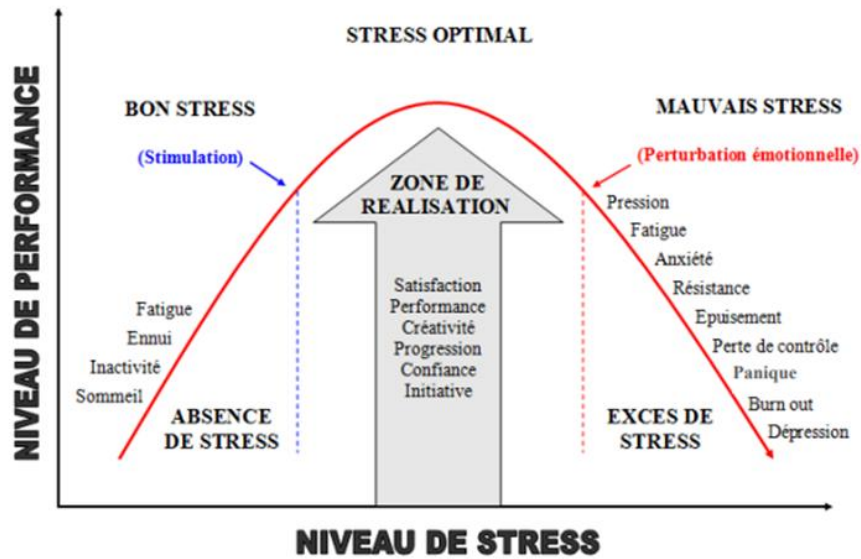 STRESS OPTIMAL
BON STRESS
(Stimulation)
MAUVAIS STRESS
(Perturbation émotionnelle)
ZONE DE
REALISATION
Satisfaction
Performance
Créativité
Progression
Confiance
Initiative
Fatigue
Ennui
Inactivité
Sommeil
ABSENCE
DE STRESS
Pression
Fatigue
Anxiété
Résistance
Epuisement
Perte de contrôle
Panique
Burn out
Dépression
EXCES DE
STRESS
NIVEAU DE PERFORMANCE
NIVEAU DE STRESS